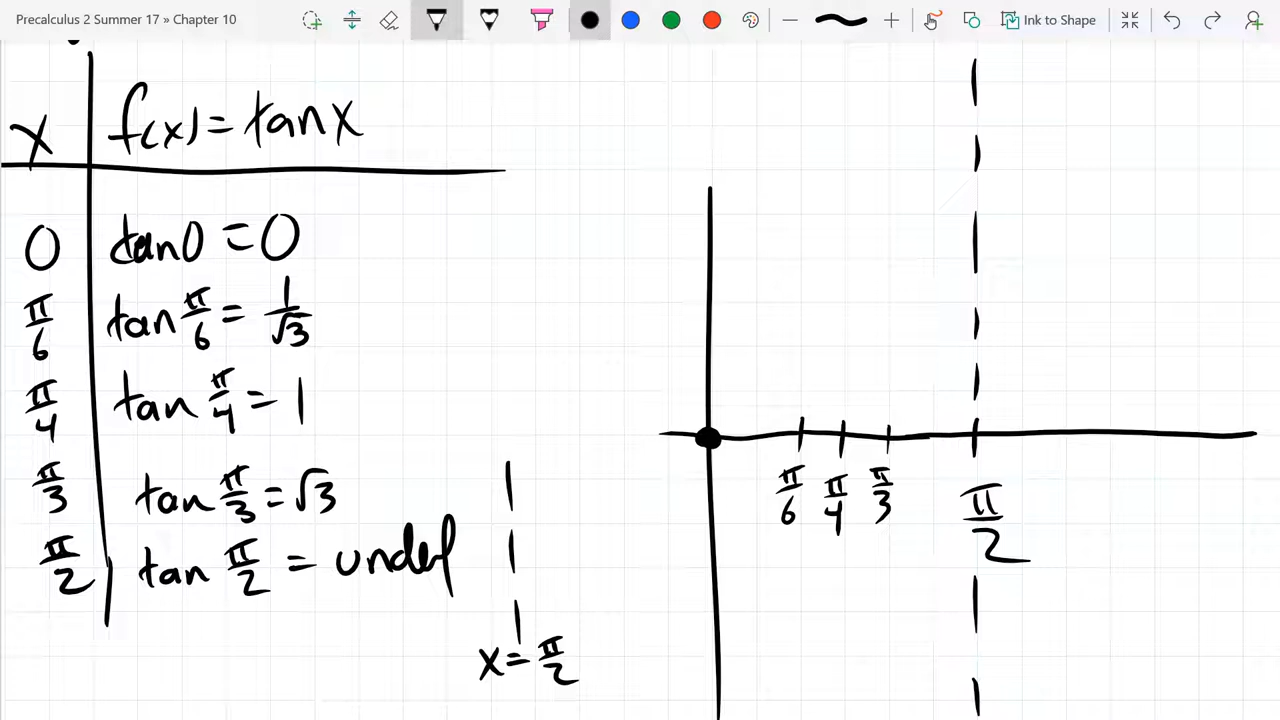 Precalculus 2 Summer 17 » Chapter 10
Ink to Shape
x f(x) = tan x
0 tan 0 = 0
π/6 tan π/6 = 1/√3
π/4 tan π/4 = 1
π/3 tan π/3 = √3
π/2 tan π/2 = undef
x = π/2
π/6 π/4 π/3 π/2